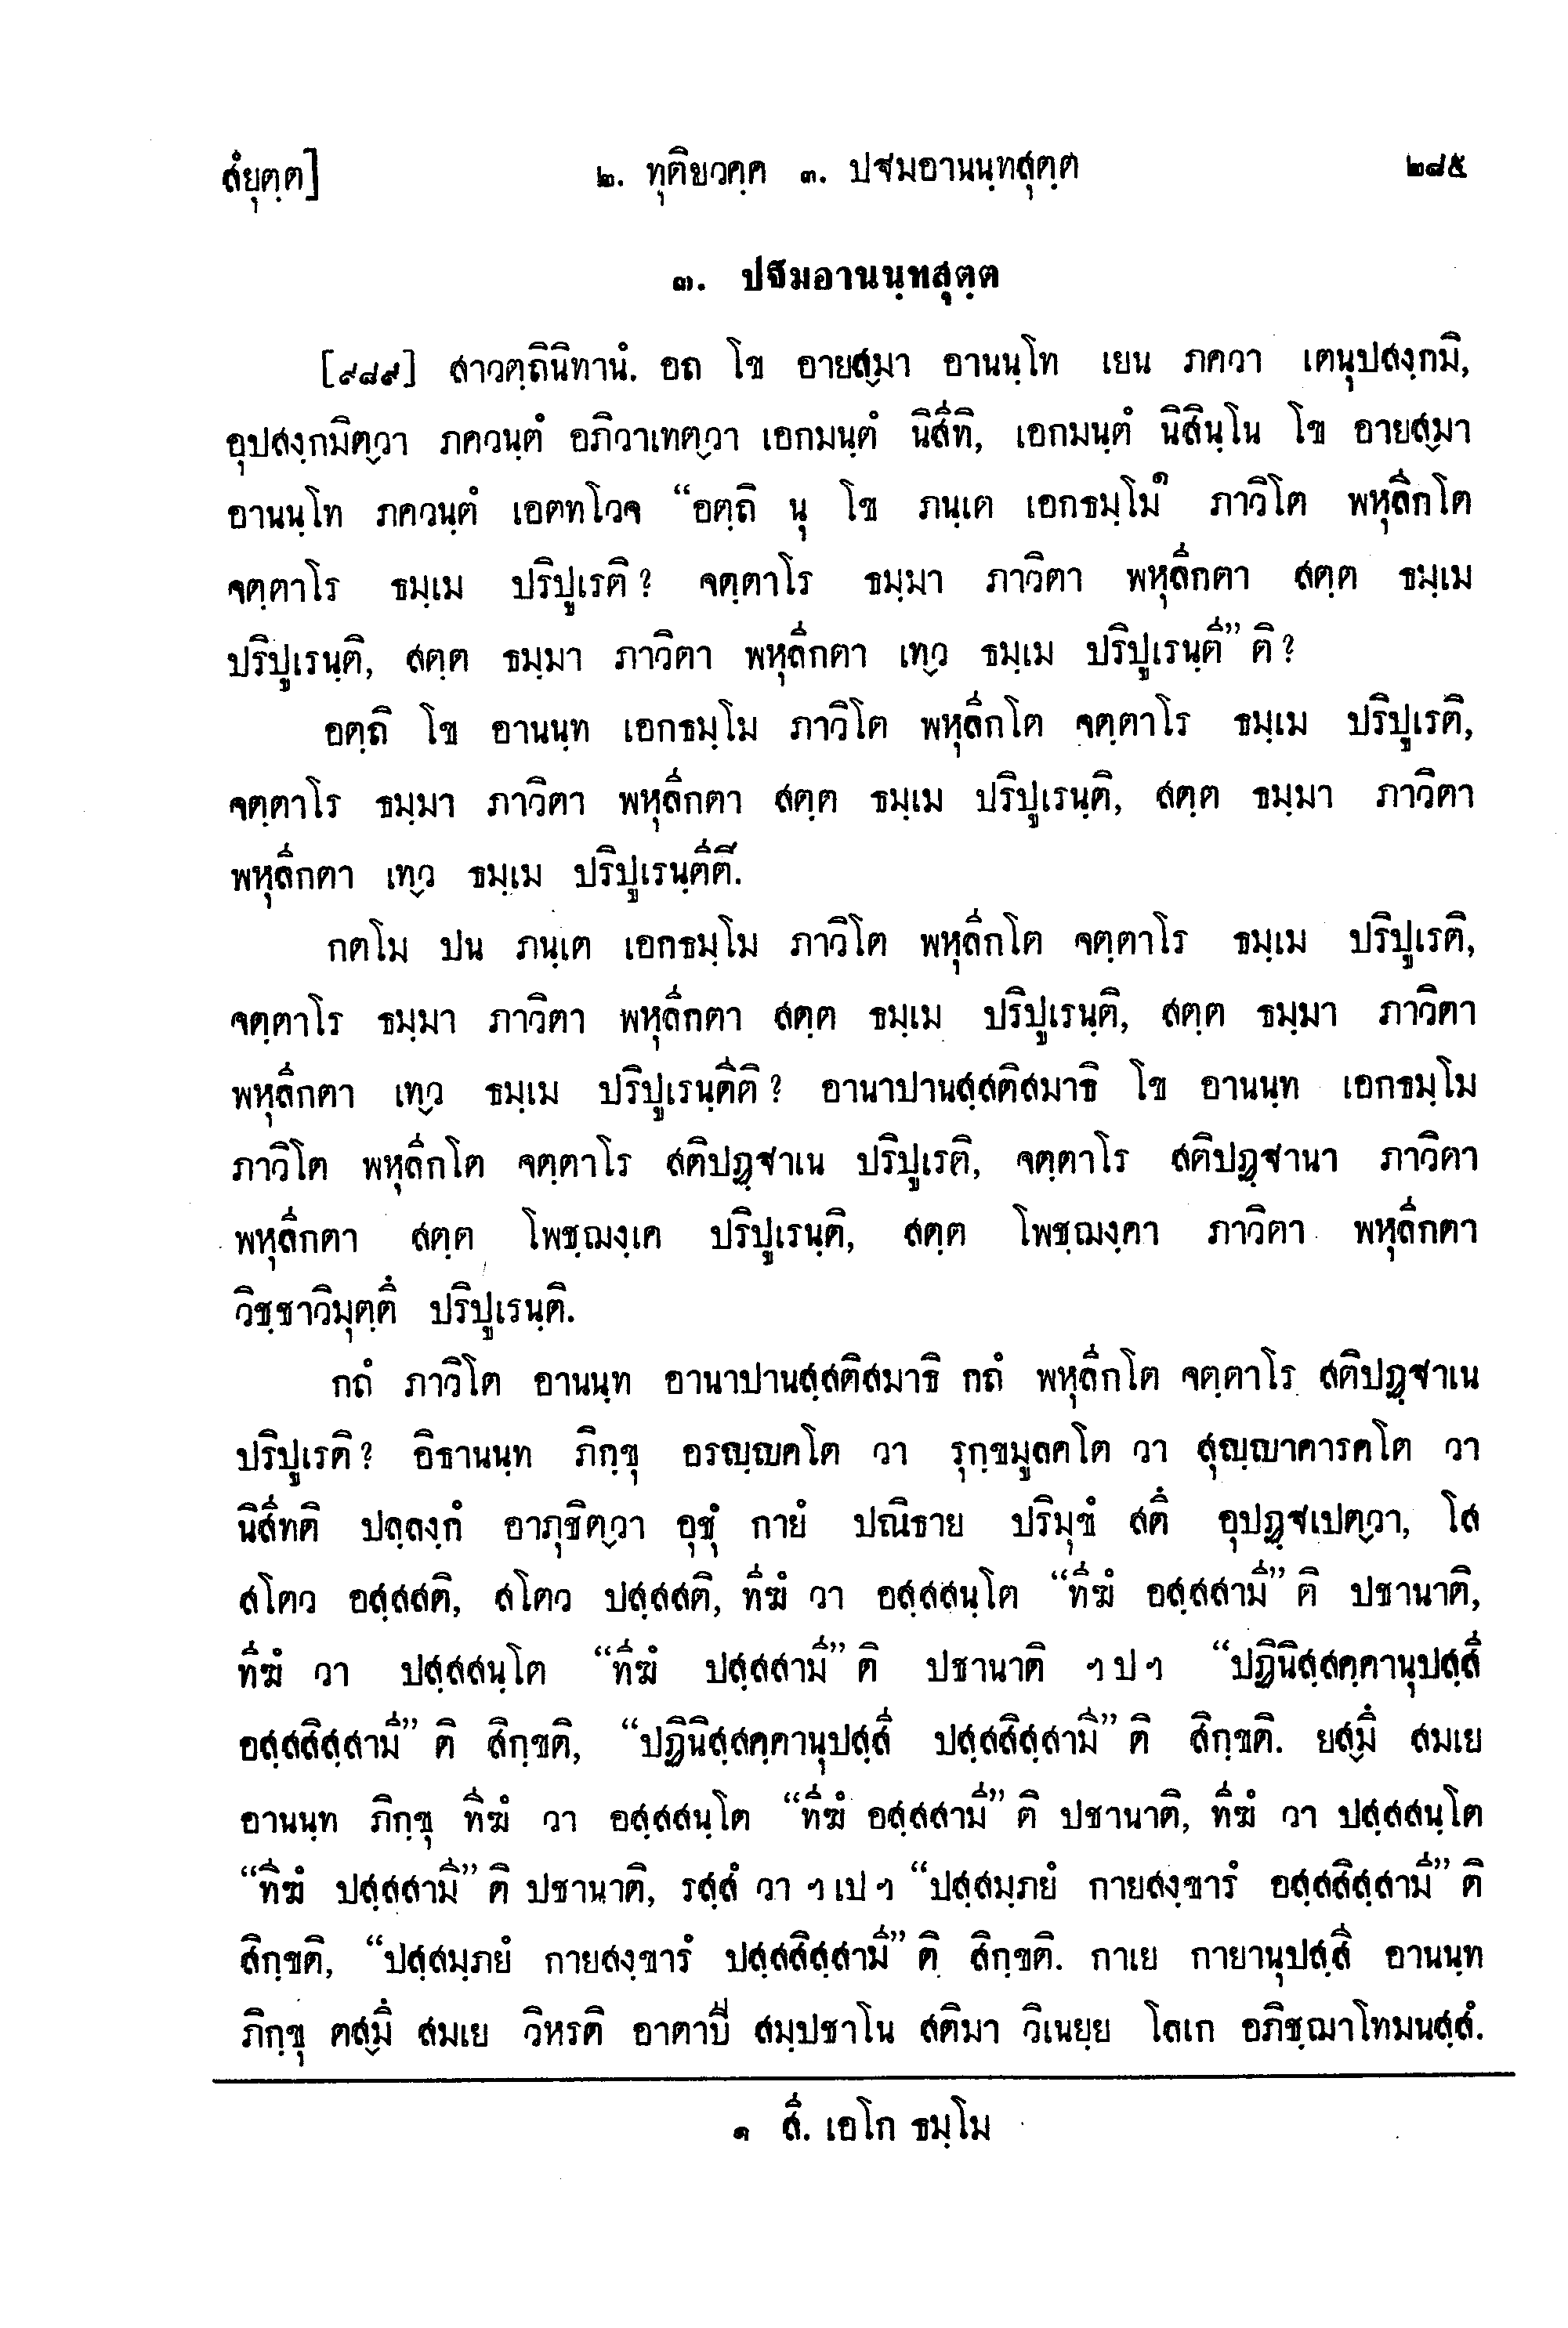 สํยุตฺต] ๒. ทุติยวคฺค ๓. ปฐมอานนฺทสุตฺต ๒๘๕
๓. ปฐมอานนฺทสุตฺต
[๙๘๙] สาวตฺถีนิทานํ. อถ โข อายสฺมา อานนฺโท เยน ภควา เตนุปสงฺกมิ,
อุปสงฺกมิตฺวา ภควนฺตํ อภิวาเทตฺวา เอกมนฺตํ นิสีทิ, เอกมนฺตํ นิสินฺโน โข อายสฺมา
อานนฺโท ภควนฺตํ เอตทโวจ “อตฺถิ นุ โข ภนฺเต เอกธมฺโม๑ ภาวิโต พหุลีกโต
จตฺตาโร ธมฺเม ปริปูเรติ? จตฺตาโร ธมฺมา ภาวิตา พหุลีกตา สตฺต ธมฺเม
ปริปูเรนฺติ, สตฺต ธมฺมา ภาวิตา พหุลีกตา เทฺว ธมฺเม ปริปูเรนฺตี” ติ?
อตฺถิ โข อานนฺท เอกธมฺโม ภาวิโต พหุลีกโต จตฺตาโร ธมฺเม ปริปูเรติ,
จตฺตาโร ธมฺมา ภาวิตา พหุลีกตา สตฺต ธมฺเม ปริปูเรนฺติ, สตฺต ธมฺมา ภาวิตา
พหุลีกตา เทฺว ธมฺเม ปริปูเรนฺตีติ.
กตโม ปน ภนฺเต เอกธมฺโม ภาวิโต พหุลีกโต จตฺตาโร ธมฺเม ปริปูเรติ,
จตฺตาโร ธมฺมา ภาวิตา พหุลีกตา สตฺต ธมฺเม ปริปูเรนฺติ, สตฺต ธมฺมา ภาวิตา
พหุลีกตา เทฺว ธมฺเม ปริปูเรนฺตีติ? อานาปานสฺสติสมาธิ โข อานนฺท เอกธมฺโม
ภาวิโต พหุลีกโต จตฺตาโร สติปฏฺฐาเน ปริปูเรติ, จตฺตาโร สติปฏฺฐานา ภาวิตา
พหุลีกตา สตฺต โพชฺฌงฺเค ปริปูเรนฺติ, สตฺต โพชฺฌงฺคา ภาวิตา พหุลีกตา
วิชฺชาวิมุตฺตึ ปริปูเรนฺติ.
กถํ ภาวิโต อานนฺท อานาปานสฺสติสมาธิ กถํ พหุลีกโต จตฺตาโร สติปฏฺฐาเน
ปริปูเรติ? อิธานนฺท ภิกฺขุ อรญฺญคโต วา รุกฺขมูลคโต วา สุญฺญาคารคโต วา
นิสีทติ ปลฺลงฺกํ อาภุชิตฺวา อุชุํ กายํ ปณิธาย ปริมุขํ สตึ อุปฏฺฐเปตฺวา, โส
สโตว อสฺสสติ, สโตว ปสฺสสติ, ทีฆํ วา อสฺสสนฺโต “ทีฆํ อสฺสสามี” ติ ปชานาติ,
ทีฆํ วา ปสฺสสนฺโต “ทีฆํ ปสฺสสามี” ติ ปชานาติ ฯ ป ฯ “ปฏินิสฺสคฺคานุปสฺสี
อสฺสสิสฺสามี” ติ สิกฺขติ, “ปฏินิสฺสคฺคานุปสฺสี ปสฺสสิสฺสามี” ติ สิกฺขติ. ยสฺมึ สมเย
อานนฺท ภิกฺขุ ทีฆํ วา อสฺสสนฺโต “ทีฆํ อสฺสสามี” ติ ปชานาติ, ทีฆํ วา ปสฺสสนฺโต
“ทีฆํ ปสฺสสามี” ติ ปชานาติ, รสฺสํ วา ฯ เป ฯ “ปสฺสมฺภยํ กายสงฺขารํ อสฺสสิสฺสามี” ติ
สิกฺขติ, “ปสฺสมฺภยํ กายสงฺขารํ ปสฺสสิสฺสามี” ติ สิกฺขติ. กาเย กายานุปสฺสี อานนฺท
ภิกฺขุ ตสฺมึ สมเย วิหรติ อาตาปี สมฺปชาโน สติมา วิเนยฺย โลเก อภิชฺฌาโทมนสฺสํ.
๑ สี. เอโก ธมฺโม